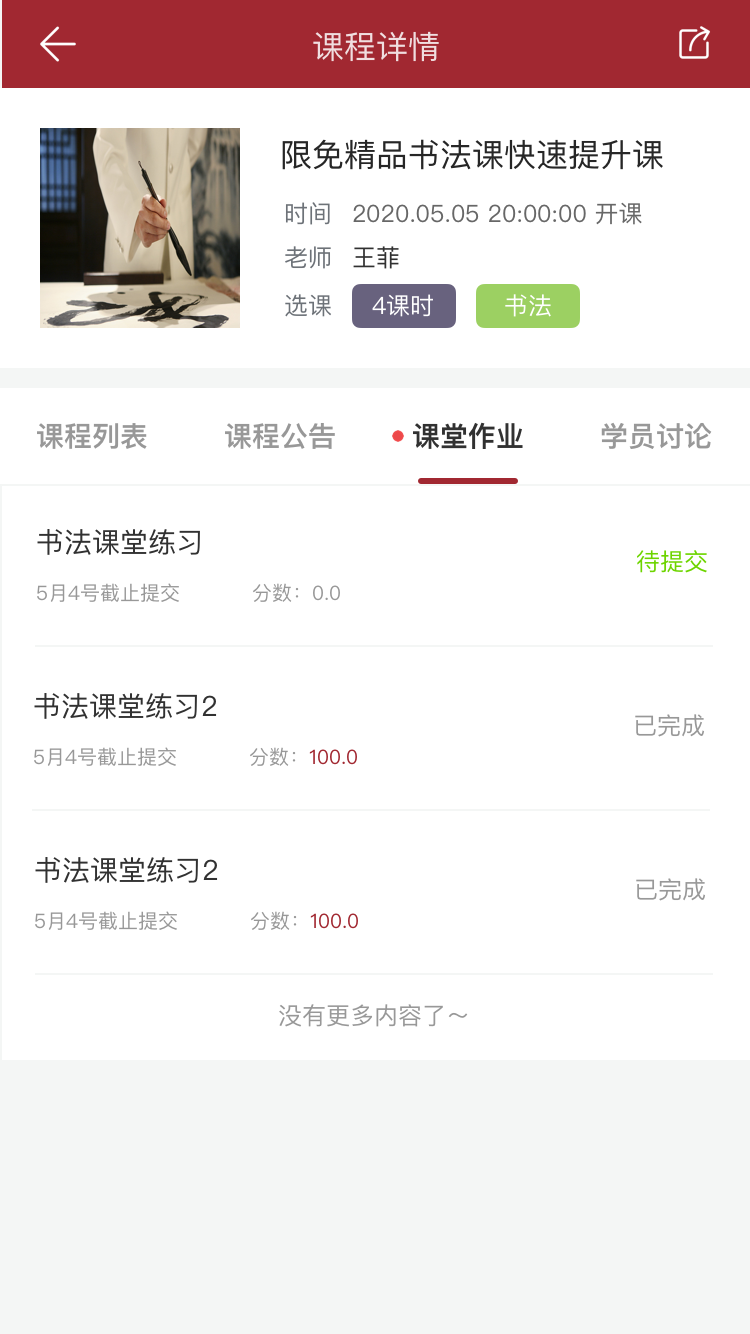 课程详情
限免精品书法课快速提升课
时间 2020.05.05 20:00:00 开课
老师 王菲
选课 4课时 书法
课程列表 课程公告 课堂作业 学员讨论
书法课堂练习
待提交
5月4号截止提交 分数：0.0
书法课堂练习2
已完成
5月4号截止提交 分数：100.0
书法课堂练习2
已完成
5月4号截止提交 分数：100.0
没有更多内容了～